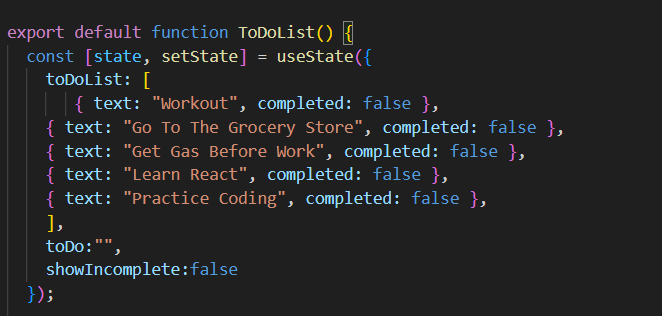 export default function ToDoList() {
  const [state, setState] = useState({
    toDoList: [
       { text: "Workout", completed: false },
    { text: "Go To The Grocery Store", completed: false },
    { text: "Get Gas Before Work", completed: false },
    { text: "Learn React", completed: false },
    { text: "Practice Coding", completed: false },
    ],
    toDo:"",
    showIncomplete:false
  });